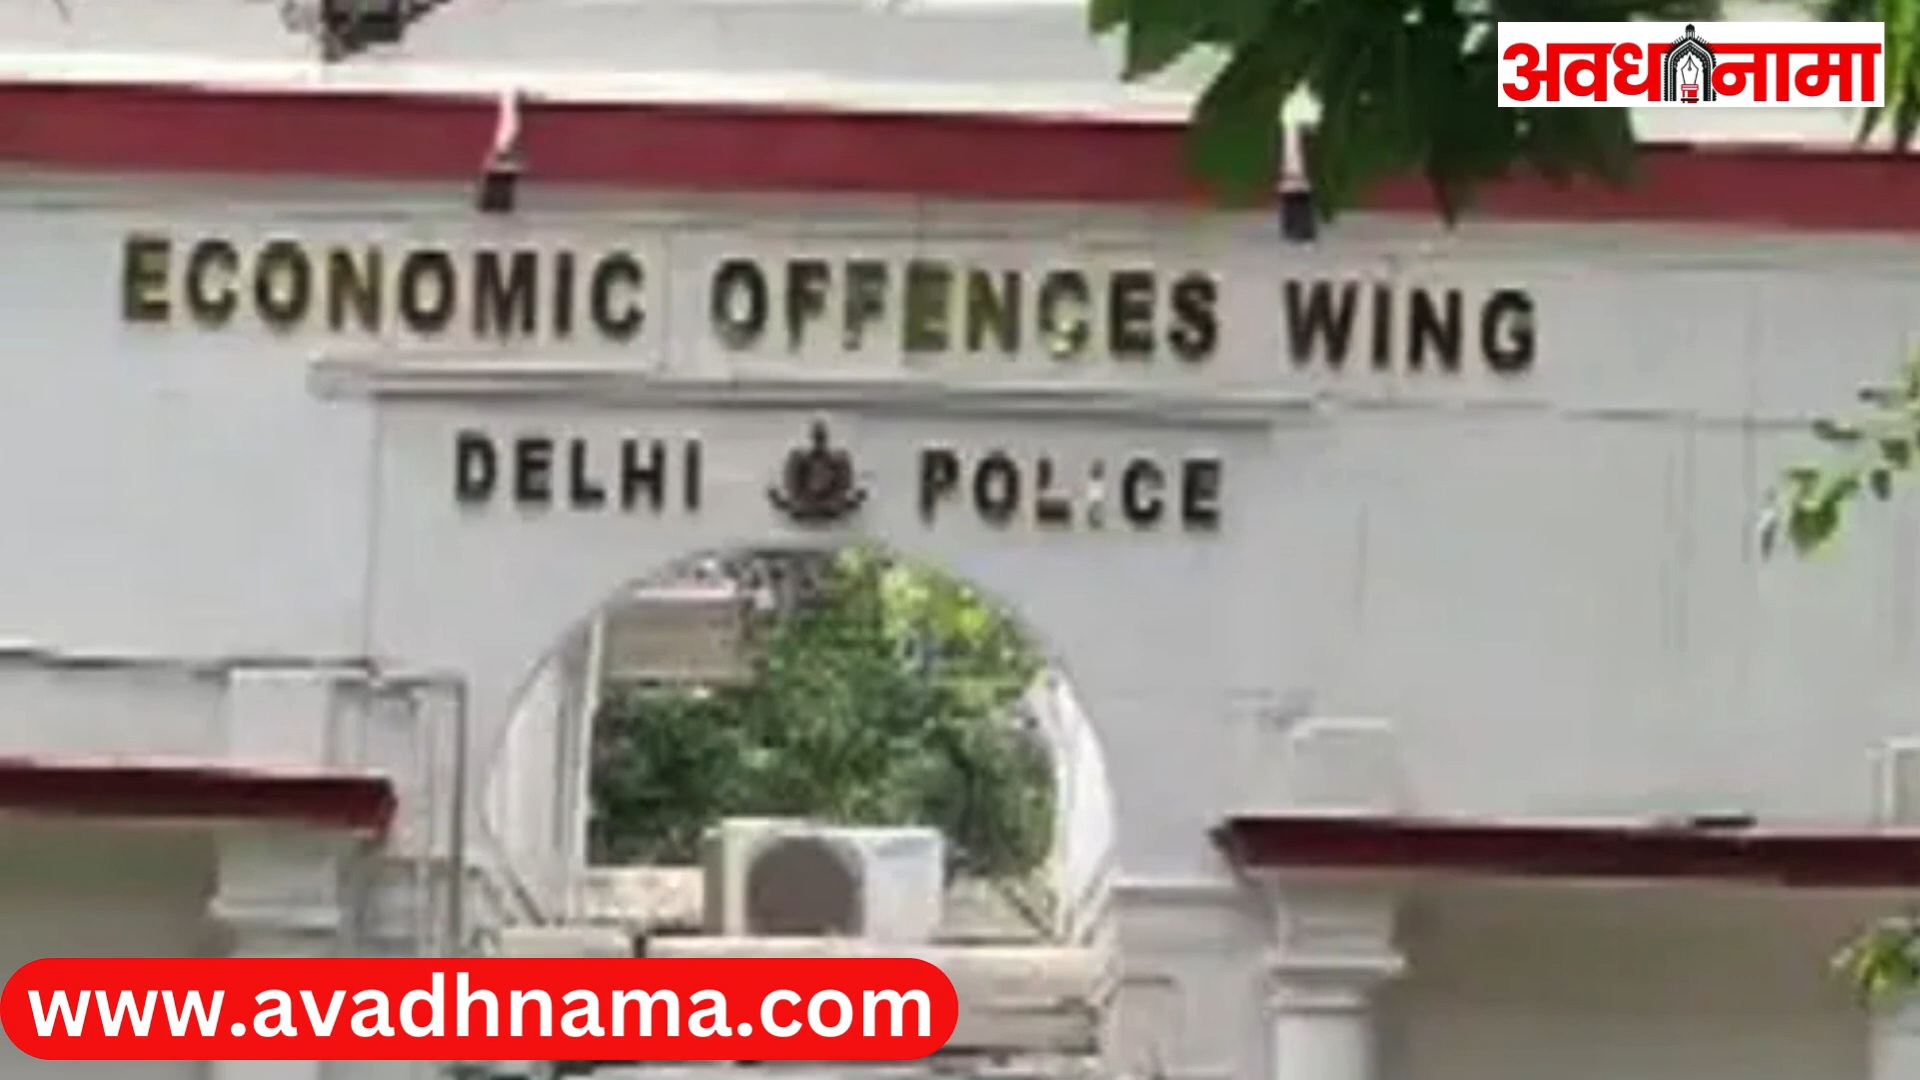 अवधनामा
ECONOMIC OFFENCES WING
DELHI POLICE
www.avadhnama.com